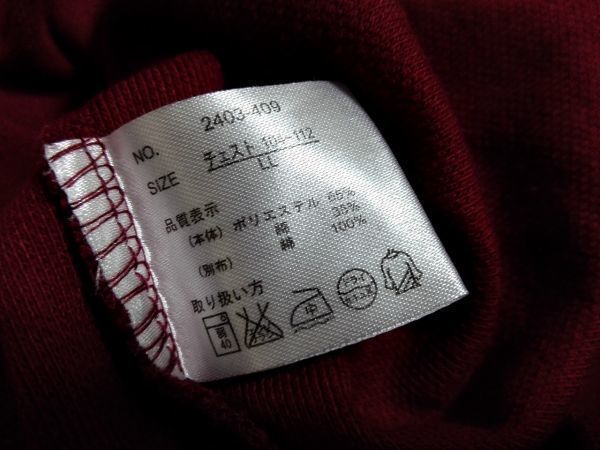 NO. 2403-409
SIZE チェスト 104-112
LL
品質表示
(本体) ポリエステル 65%
綿 35%
(別布) 綿 100%
取り扱い方
弱
40
中